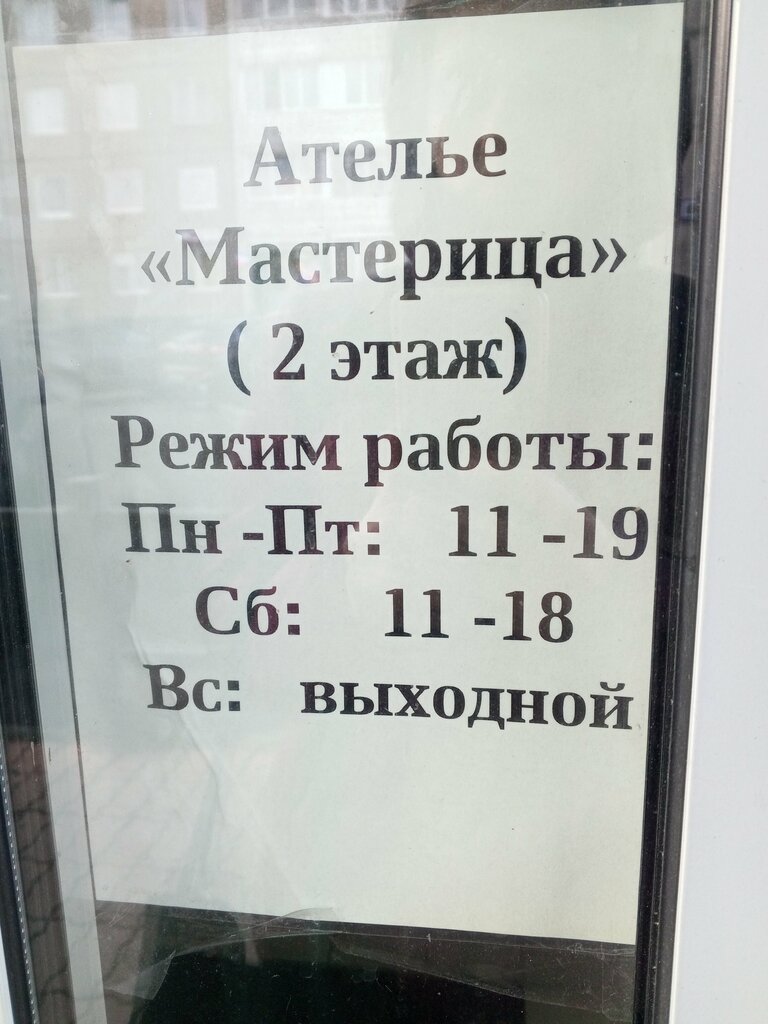 Ателье
«Мастерица»
( 2 этаж)
Режим работы:
Пн -Пт: 11 -19
Сб: 11 -18
Вс: выходной